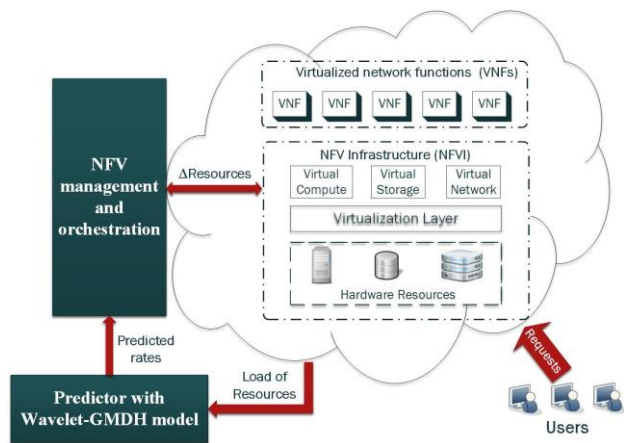 Virtualized network functions (VNFs)
VNF VNF VNF VNF VNF
NFV
management
and
orchestration
ΔResources
NFV Infrastructure (NFVI)
Virtual Compute
Virtual Storage
Virtual Network
Virtualization Layer
Hardware Resources
Predicted
rates
Load of
Resources
Predictor with
Wavelet-GMDH model
Requests
Users